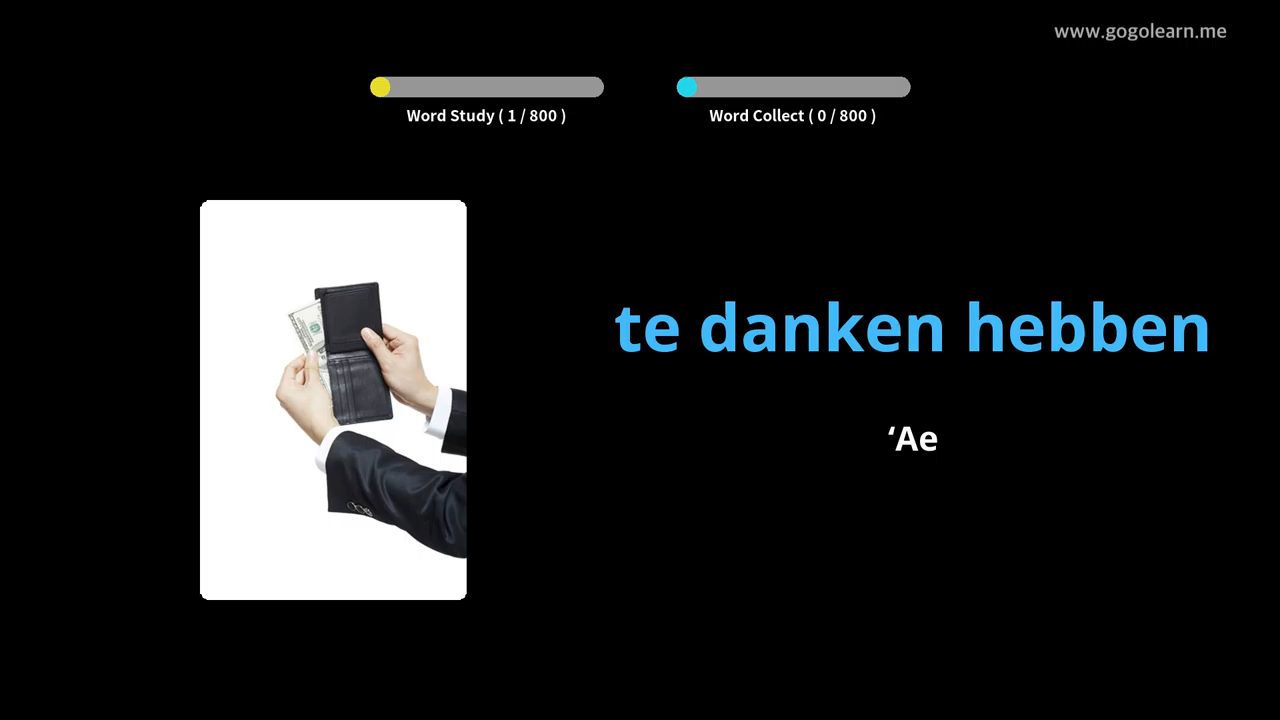 www.gogolearn.me
Word Study ( 1 / 800 )
Word Collect ( 0 / 800 )
te danken hebben
‘Ae